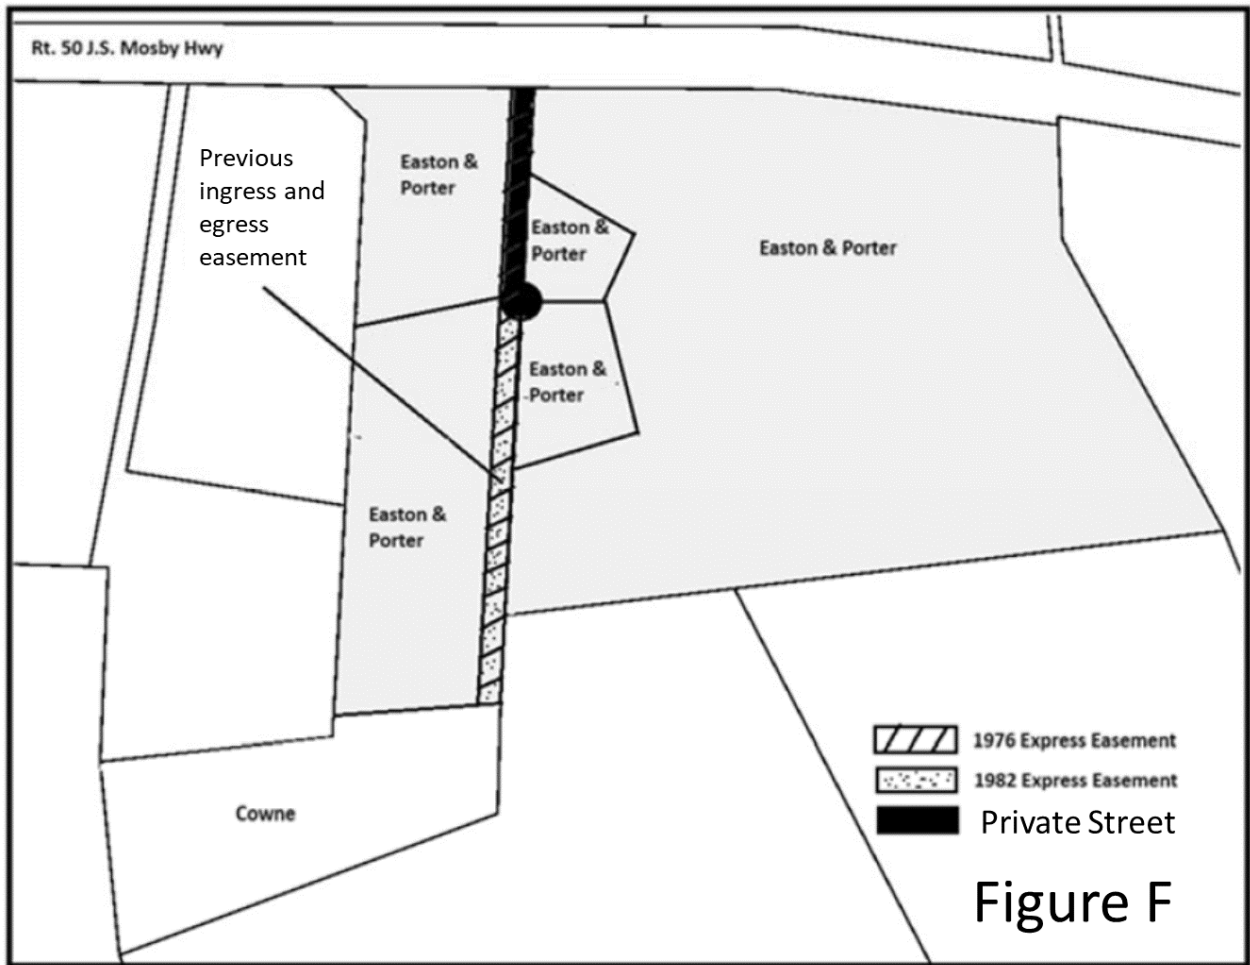 Rt. 50 J.S. Mosby Hwy
Previous
ingress and
egress
easement
Easton &
Porter
Easton &
Porter
Easton & Porter
Easton &
Porter
Easton &
Porter
Cowne
1976 Express Easement
1982 Express Easement
Private Street
Figure F